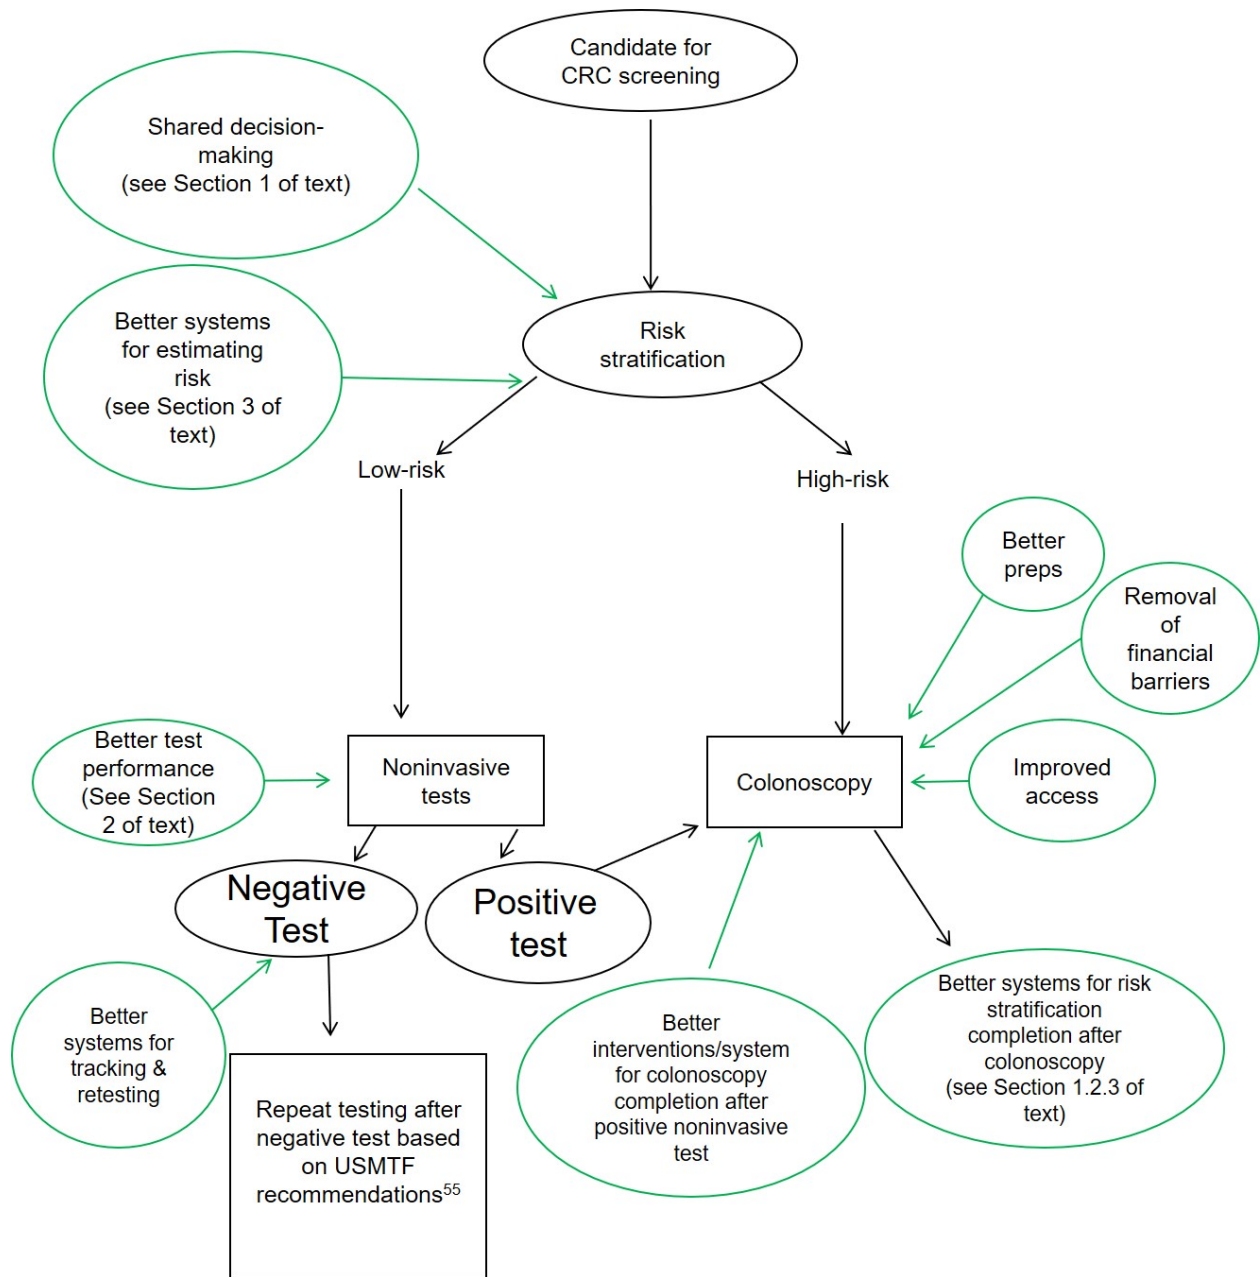 Candidate for
CRC screening
Shared decision-
making
(see Section 1 of text)
Better systems
for estimating
risk
(see Section 3 of
text)
Risk
stratification
Low-risk
High-risk
Better
preps
Removal
of
financial
barriers
Better test
performance
(See Section
2 of text)
Noninvasive
tests
Colonoscopy
Improved
access
Negative
Test
Positive
test
Better
systems for
tracking &
retesting
Repeat testing after
negative test based
on USMTF
recommendations⁵⁵
Better
interventions/system
for colonoscopy
completion after
positive noninvasive
test
Better systems for risk
stratification
completion after
colonoscopy
(see Section 1.2.3 of
text)